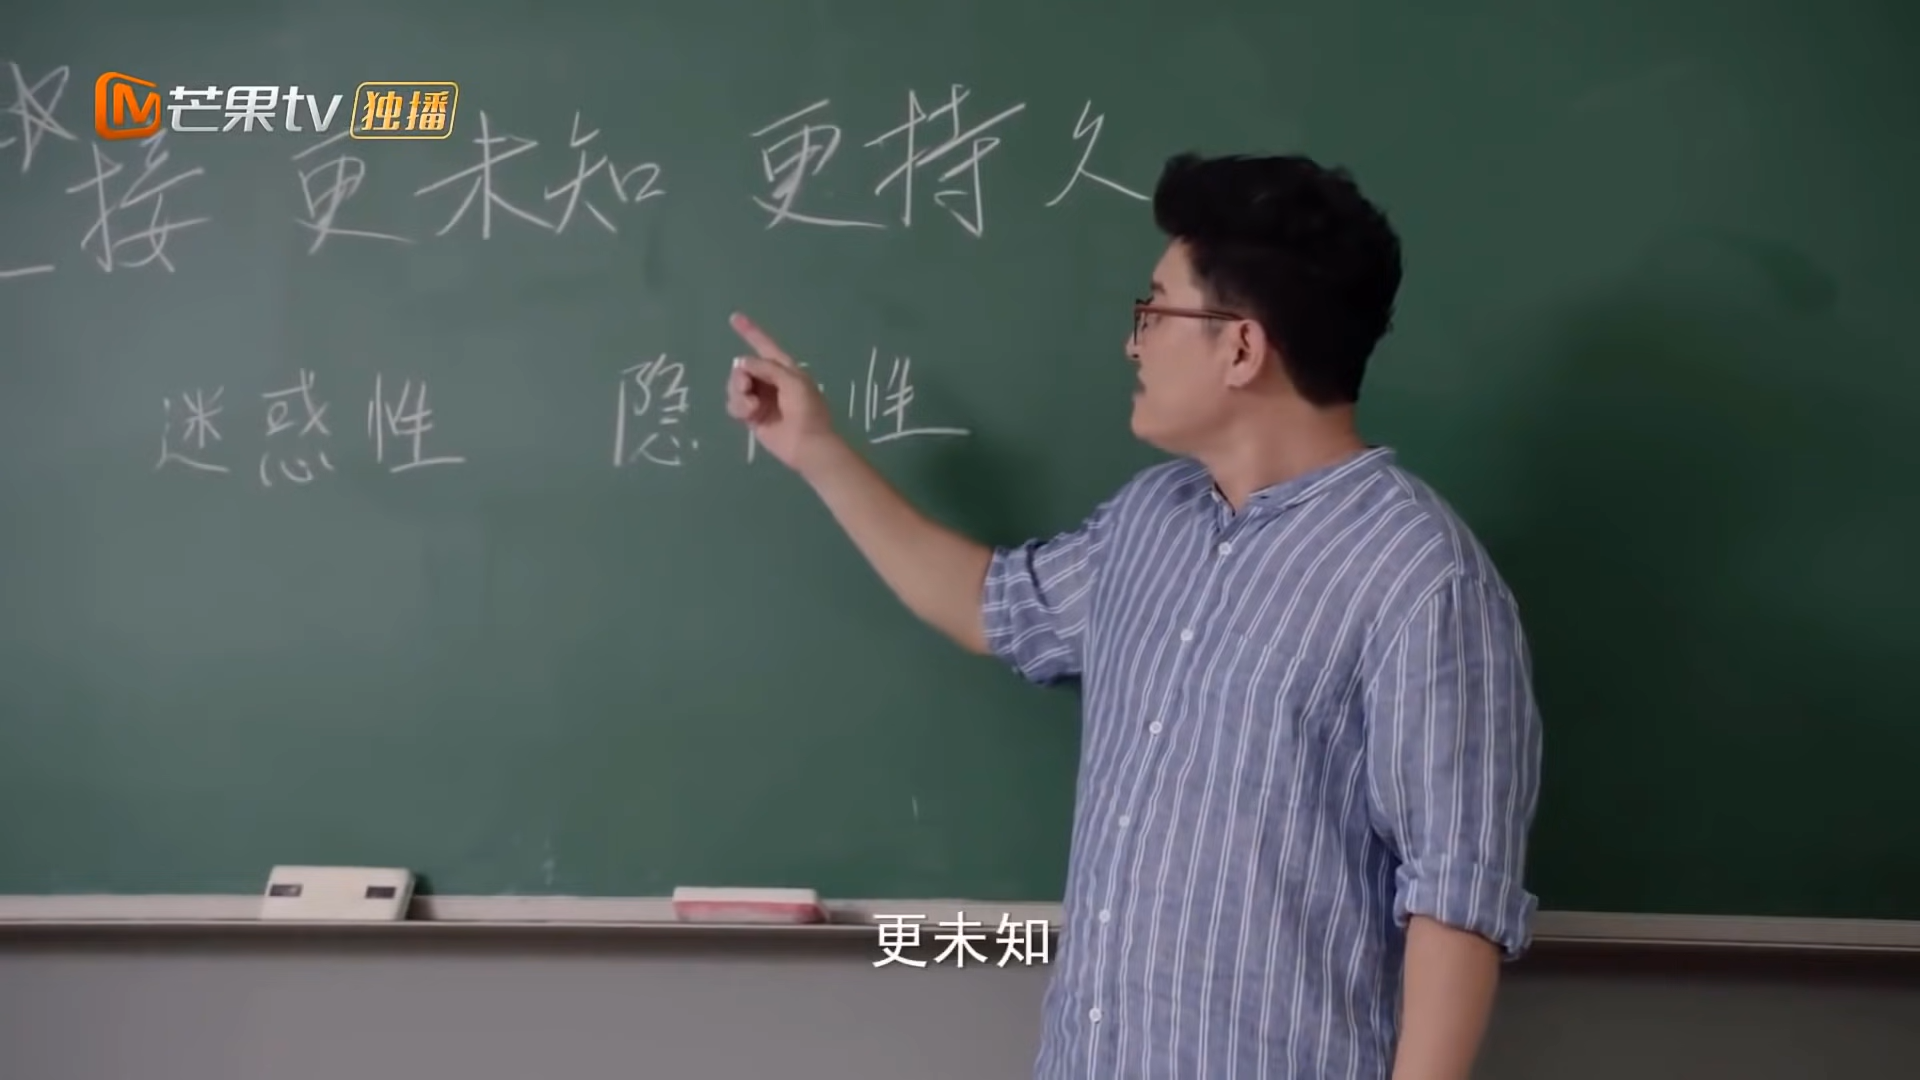 芒果tv 独播
接 更未知 更持久
迷惑性 隐 性
更未知